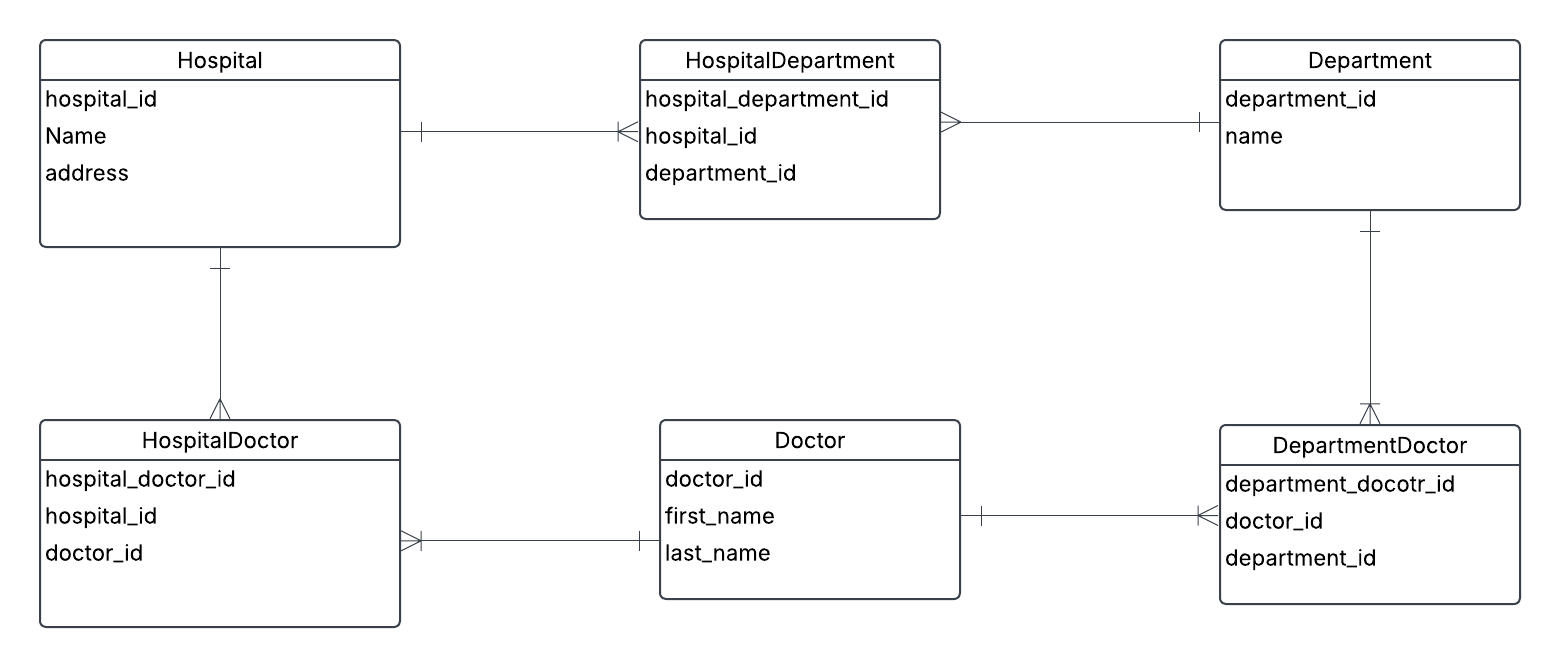 Hospital
hospital_id
Name
address
HospitalDepartment
hospital_department_id
hospital_id
department_id
Department
department_id
name
HospitalDoctor
hospital_doctor_id
hospital_id
doctor_id
Doctor
doctor_id
first_name
last_name
DepartmentDoctor
department_docotr_id
doctor_id
department_id